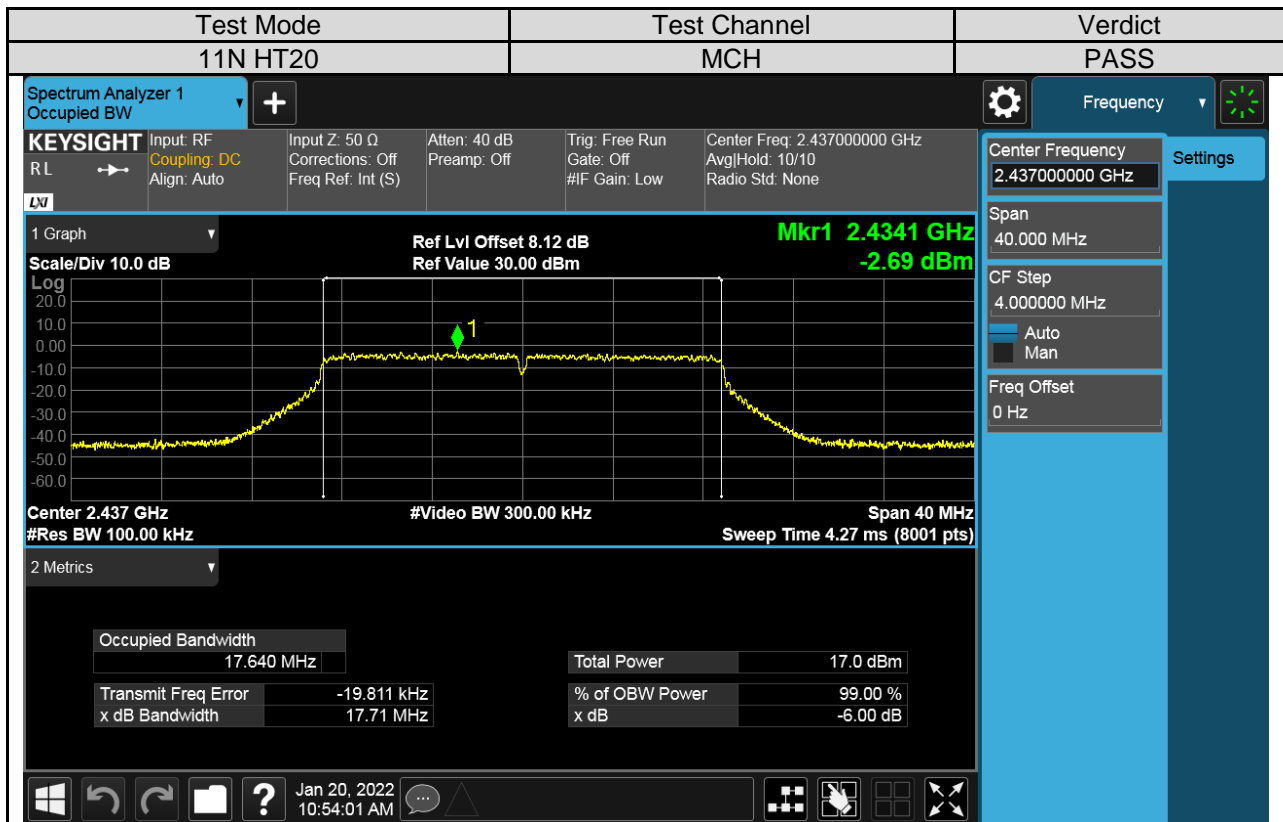 Test Mode Test Channel Verdict
11N HT20 MCH PASS
Spectrum Analyzer 1
Occupied BW
+
Frequency
KEYSIGHT
RL
LXI
Input: RF
Coupling: DC
Align: Auto
Input Z: 50 Ω
Corrections: Off
Freq Ref: Int (S)
Atten: 40 dB
Preamp: Off
Trig: Free Run
Gate: Off
#IF Gain: Low
Center Freq: 2.437000000 GHz
Avg|Hold: 10/10
Radio Std: None
Center Frequency
2.437000000 GHz
Settings
Span
40.000 MHz
CF Step
4.000000 MHz
Auto
Man
Freq Offset
0 Hz
1 Graph
Scale/Div 10.0 dB
Ref Lvl Offset 8.12 dB
Ref Value 30.00 dBm
Mkr1 2.4341 GHz
-2.69 dBm
Log
20.0
10.0
0.00
-10.0
-20.0
-30.0
-40.0
-50.0
-60.0
1
Center 2.437 GHz
#Res BW 100.00 kHz
#Video BW 300.00 kHz
Span 40 MHz
Sweep Time 4.27 ms (8001 pts)
2 Metrics
Occupied Bandwidth
17.640 MHz
Total Power 17.0 dBm
Transmit Freq Error -19.811 kHz
% of OBW Power 99.00 %
x dB Bandwidth 17.71 MHz
x dB -6.00 dB
?
Jan 20, 2022
10:54:01 AM